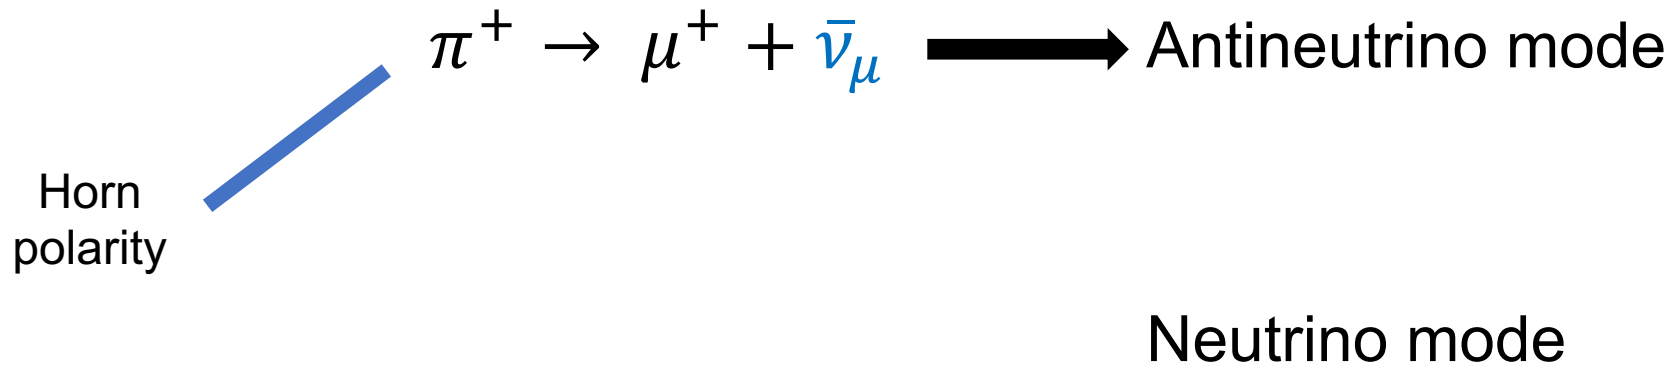 π⁺ → μ⁺ + ν̄_μ
Antineutrino mode
Horn
polarity
Neutrino mode